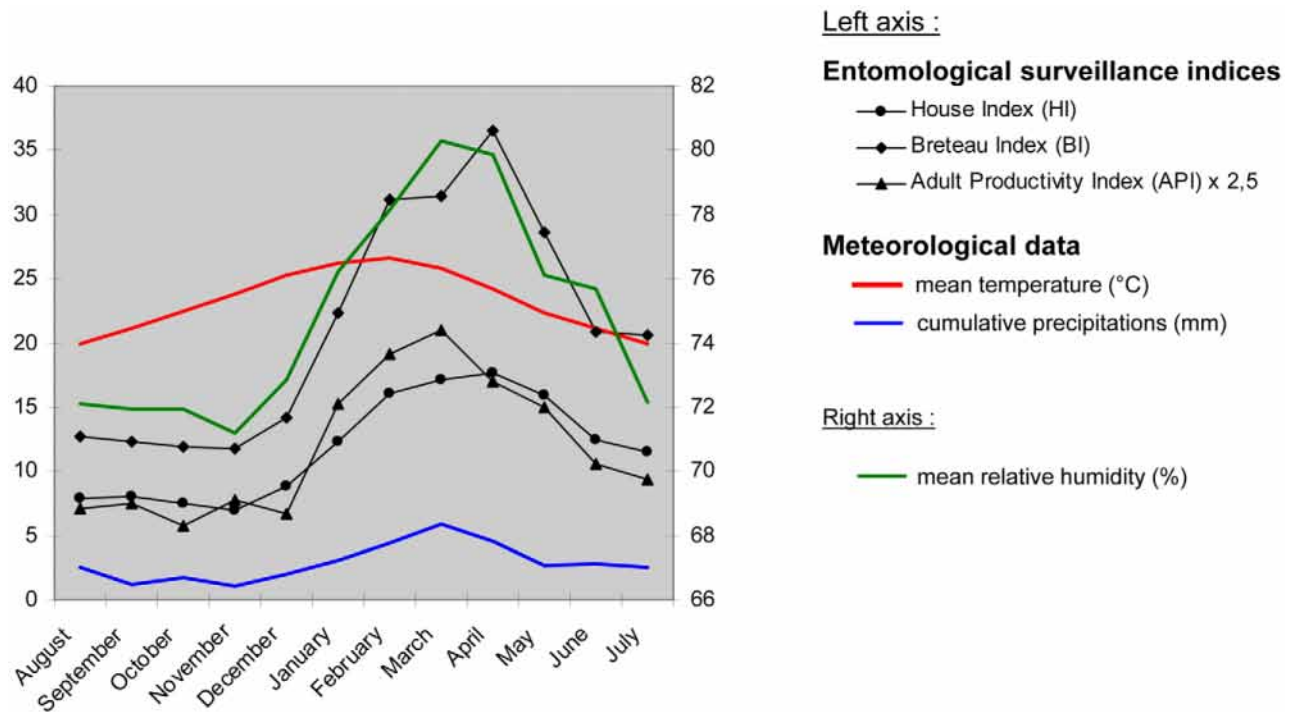 Left axis :
Entomological surveillance indices
House Index (HI)
Breteau Index (BI)
Adult Productivity Index (API) x 2,5
Meteorological data
mean temperature (°C)
cumulative precipitations (mm)
Right axis :
mean relative humidity (%)
40
35
30
25
20
15
10
5
0
82
80
78
76
74
72
70
68
66
August
September
October
November
December
January
February
March
April
May
June
July